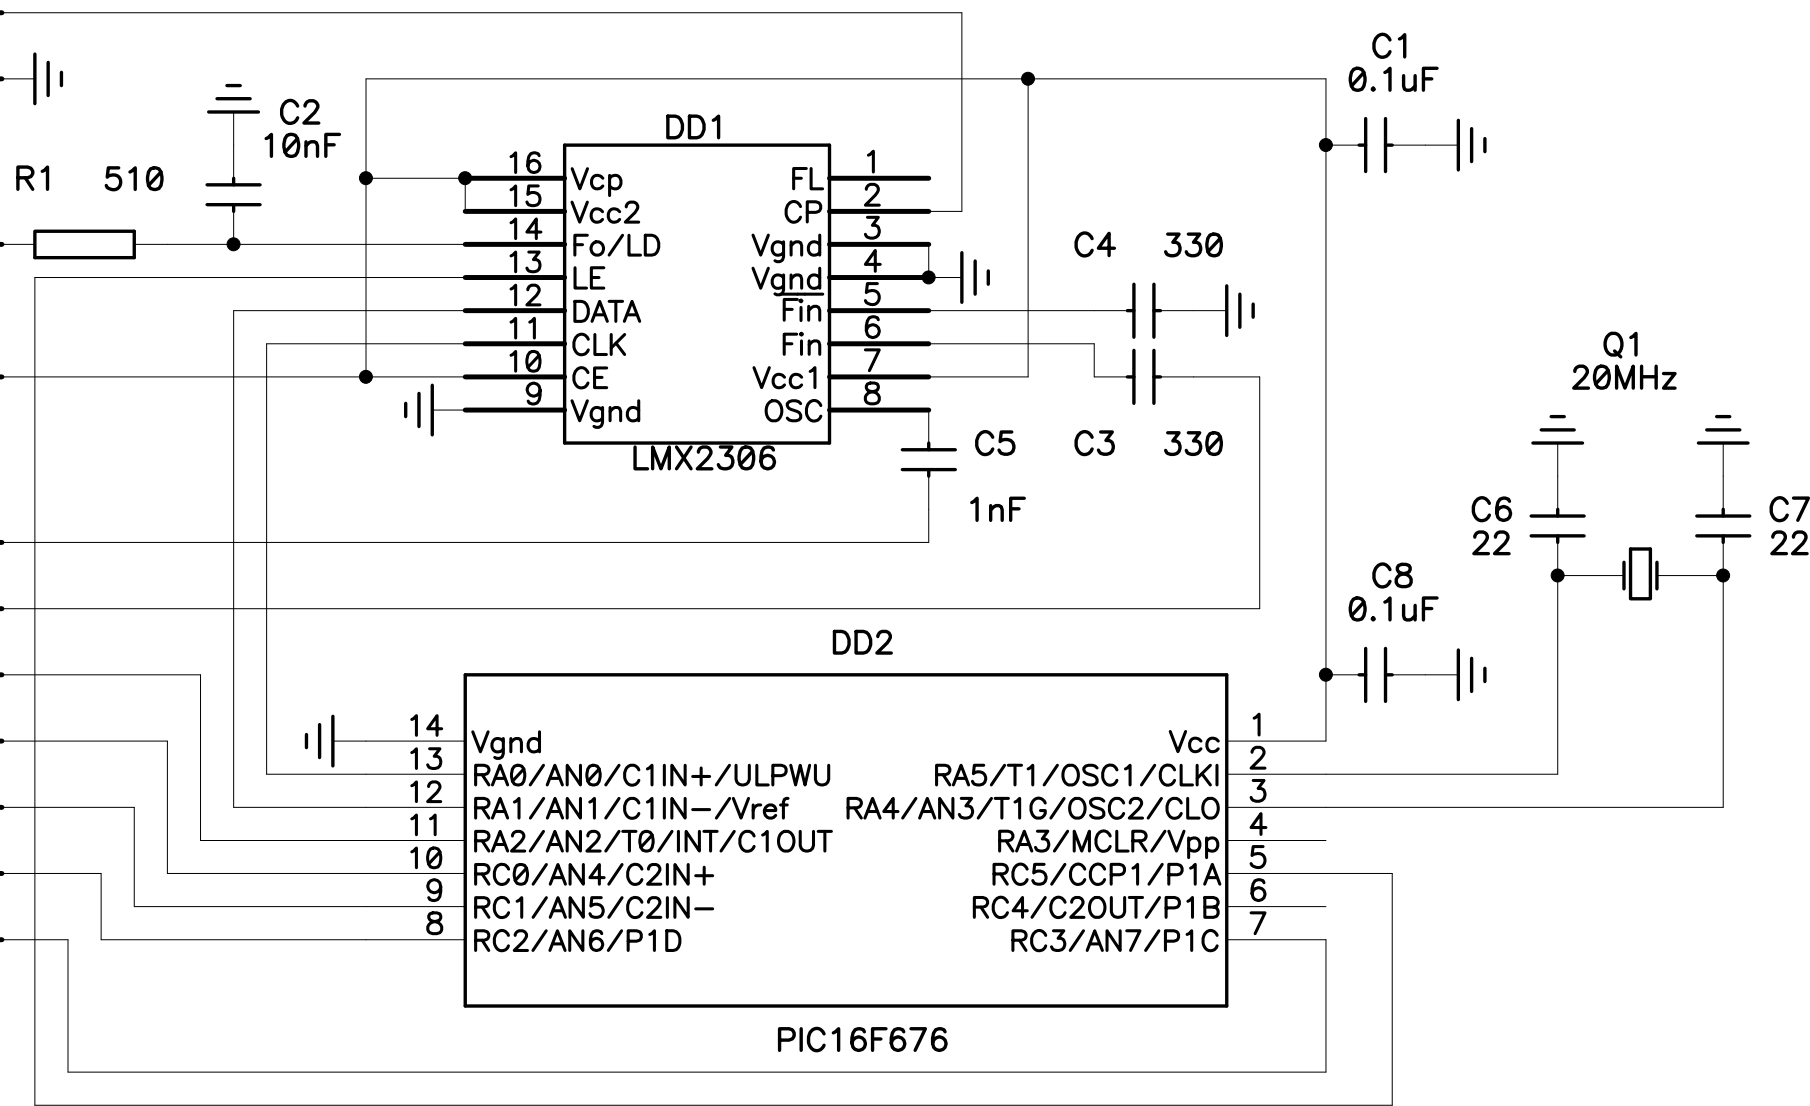 C1
0.1uF
C2
10nF
R1 510
DD1
16 Vcp
15 Vcc2
14 Fo/LD
13 LE
12 DATA
11 CLK
10 CE
9 Vgnd
FL 1
CP 2
Vgnd 3
Vgnd 4
Fin 5
Fin 6
Vcc1 7
OSC 8
LMX2306
C4 330
C3 330
C5
1nF
Q1
20MHz
C6
22
C7
22
C8
0.1uF
DD2
14 Vgnd
13 RA0/AN0/C1IN+/ULPWU
12 RA1/AN1/C1IN-/Vref
11 RA2/AN2/T0/INT/C1OUT
10 RC0/AN4/C2IN+
9 RC1/AN5/C2IN-
8 RC2/AN6/P1D
Vcc 1
RA5/T1/OSC1/CLKI 2
RA4/AN3/T1G/OSC2/CLO 3
RA3/MCLR/Vpp 4
RC5/CCP1/P1A 5
RC4/C2OUT/P1B 6
RC3/AN7/P1C 7
PIC16F676